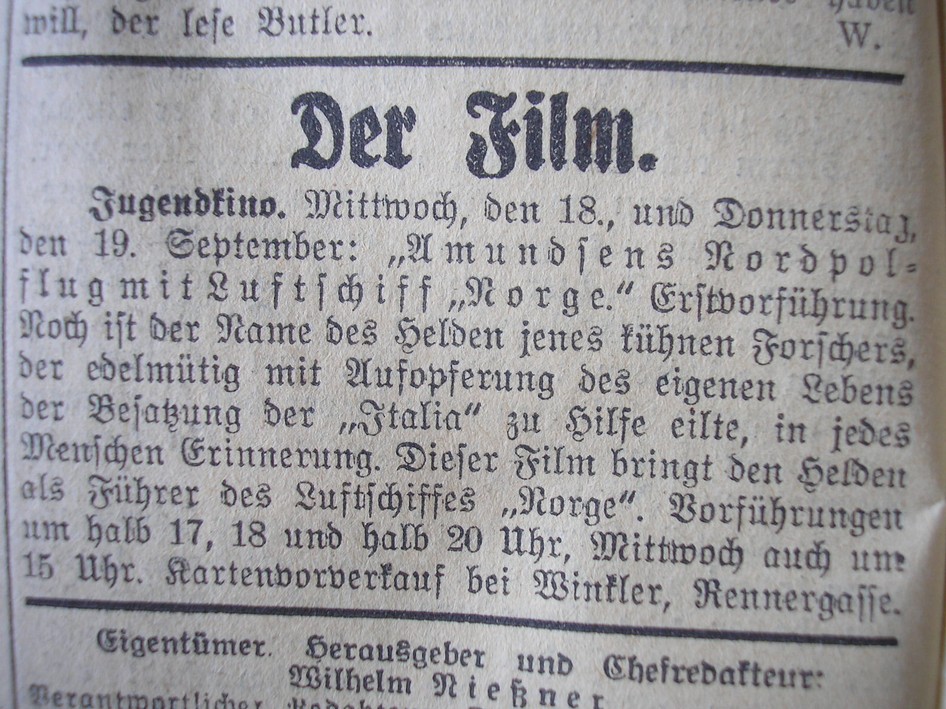 will, der lese Butler.
W.
Der Film.
Jugendkino. Mittwoch, den 18., und Donnerstag,
den 19. September: „Amundsens Nordpol-
flug mit Luftschiff „Norge.“ Erstvorführung.
Noch ist der Name des Helden jenes kühnen Forschers,
der edelmütig mit Aufopferung des eigenen Lebens
der Besatzung der „Italia“ zu Hilfe eilte, in jedes
Menschen Erinnerung. Dieser Film bringt den Helden
als Führer des Luftschiffes „Norge“. Vorführungen
um halb 17, 18 und halb 20 Uhr, Mittwoch auch um
15 Uhr. Kartenvorverkauf bei Winkler, Rennergasse.
Eigentümer. Herausgeber und Chefredakteur:
Wilhelm Nießner
Verantwortlicher